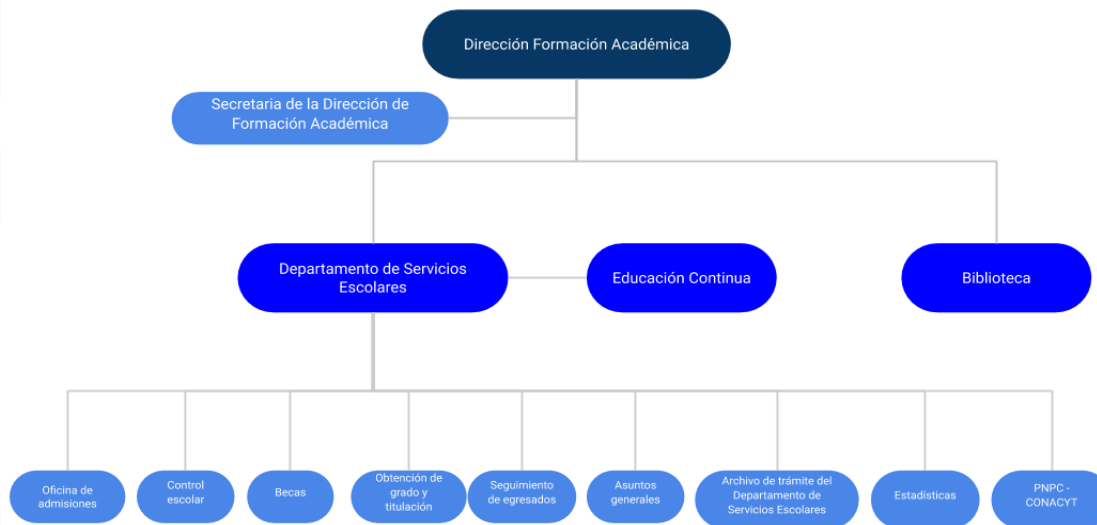 Dirección Formación Académica
Secretaria de la Dirección de
Formación Académica
Departamento de Servicios
Escolares
Educación Continua
Biblioteca
Oficina de
admisiones
Control
escolar
Becas
Obtención de
grado y
titulación
Seguimiento
de egresados
Asuntos
generales
Archivo de trámite del
Departamento de
Servicios Escolares
Estadísticas
PNPC -
CONACYT